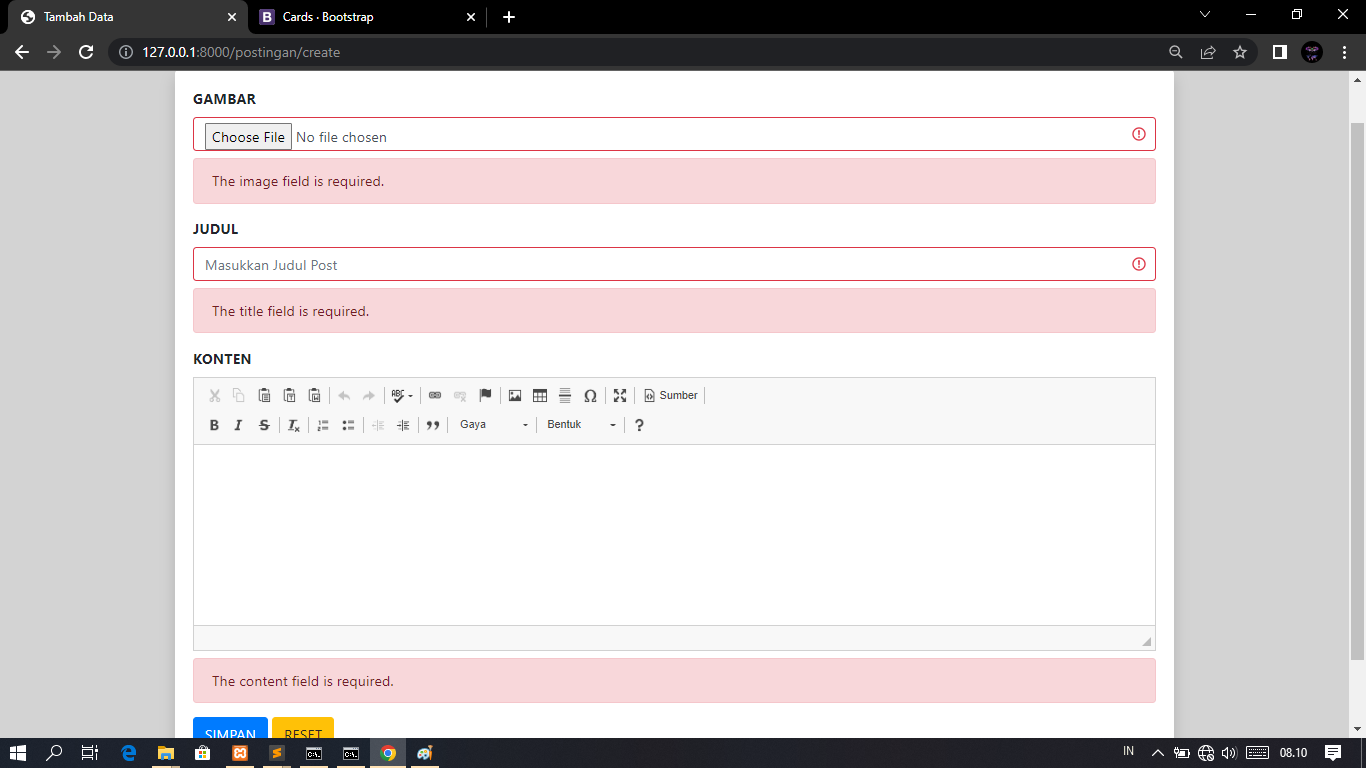 Tambah Data
B Cards · Bootstrap
127.0.0.1:8000/postingan/create
GAMBAR
Choose File No file chosen
The image field is required.
JUDUL
Masukkan Judul Post
The title field is required.
KONTEN
ABC Ω Sumber
B I S Tx Gaya Bentuk ?
The content field is required.
SIMPAN RESET
IN 08.10